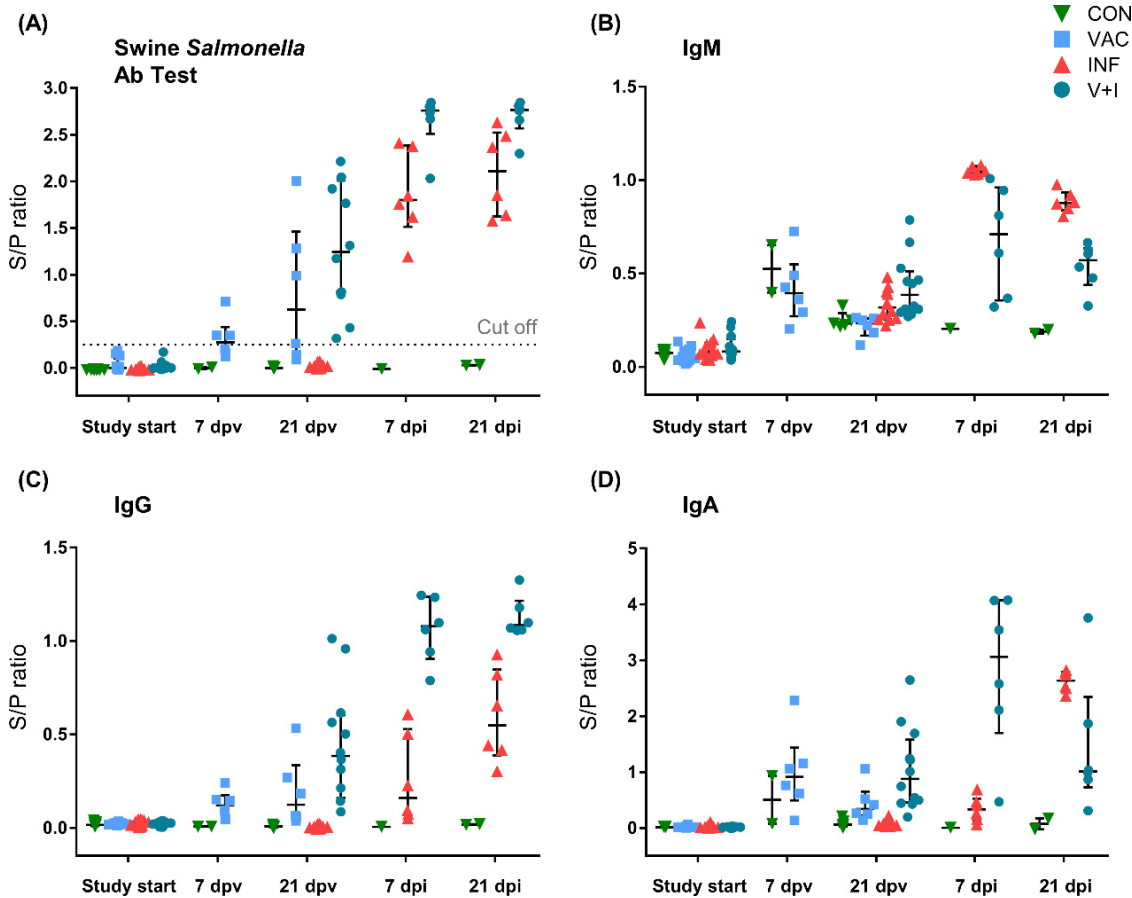 (A)
Swine Salmonella
Ab Test
S/P ratio
3.0
2.5
2.0
1.5
1.0
0.5
0.0
Cut off
Study start 7 dpv 21 dpv 7 dpi 21 dpi
(B)
IgM
CON
VAC
INF
V+I
S/P ratio
1.5
1.0
0.5
0.0
Study start 7 dpv 21 dpv 7 dpi 21 dpi
(C)
IgG
S/P ratio
1.5
1.0
0.5
0.0
Study start 7 dpv 21 dpv 7 dpi 21 dpi
(D)
IgA
S/P ratio
5
4
3
2
1
0
Study start 7 dpv 21 dpv 7 dpi 21 dpi